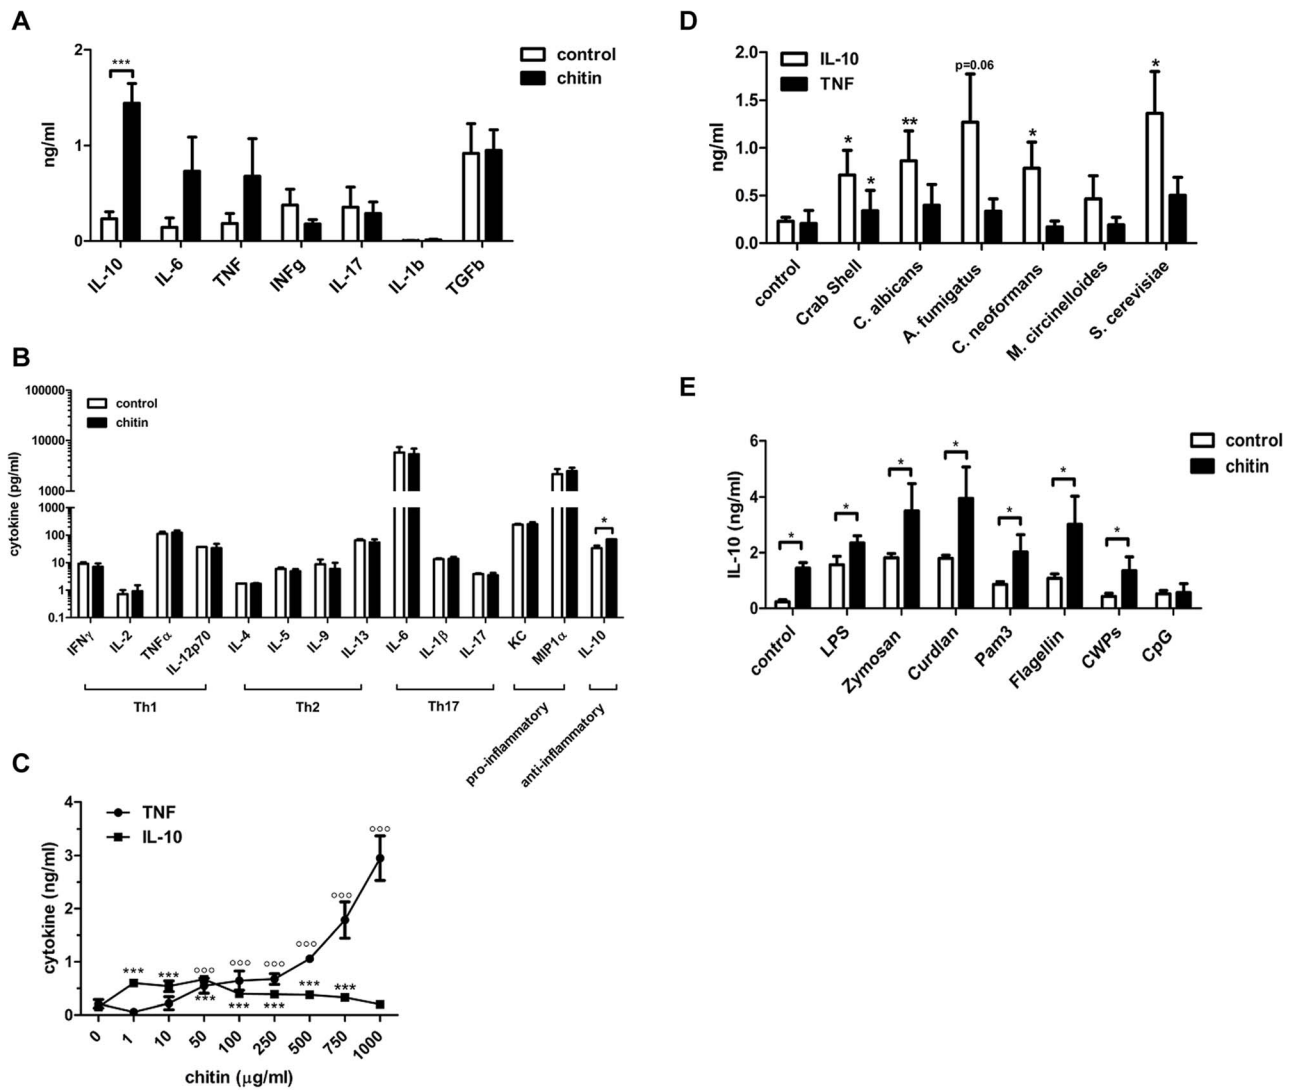 A
2
1
0
ng/ml
***
control
chitin
IL-10
IL-6
TNF
INFg
IL-17
IL-1b
TGFb
B
100000
10000
1000
1000
100
10
1
0.1
cytokine (pg/ml)
control
chitin
*
IFNγ
IL-2
TNFα
IL-12p70
IL-4
IL-5
IL-9
IL-13
IL-6
IL-1β
IL-17
KC
MIP1α
IL-10
Th1
Th2
Th17
pro-inflammatory
anti-inflammatory
C
4
3
2
1
0
cytokine (ng/ml)
TNF
IL-10
***
***
°°°
***
°°°
***
°°°
***
°°°
***
°°°
***
°°°
0
1
10
50
100
250
500
750
1000
chitin (μg/ml)
D
2.0
1.5
1.0
0.5
0.0
ng/ml
IL-10
TNF
*
*
**
p=0.06
*
*
control
Crab Shell
C. albicans
A. fumigatus
C. neoformans
M. circinelloides
S. cerevisiae
E
6
4
2
0
IL-10 (ng/ml)
control
chitin
*
*
*
*
*
*
*
control
LPS
Zymosan
Curdlan
Pam3
Flagellin
CWPs
CpG